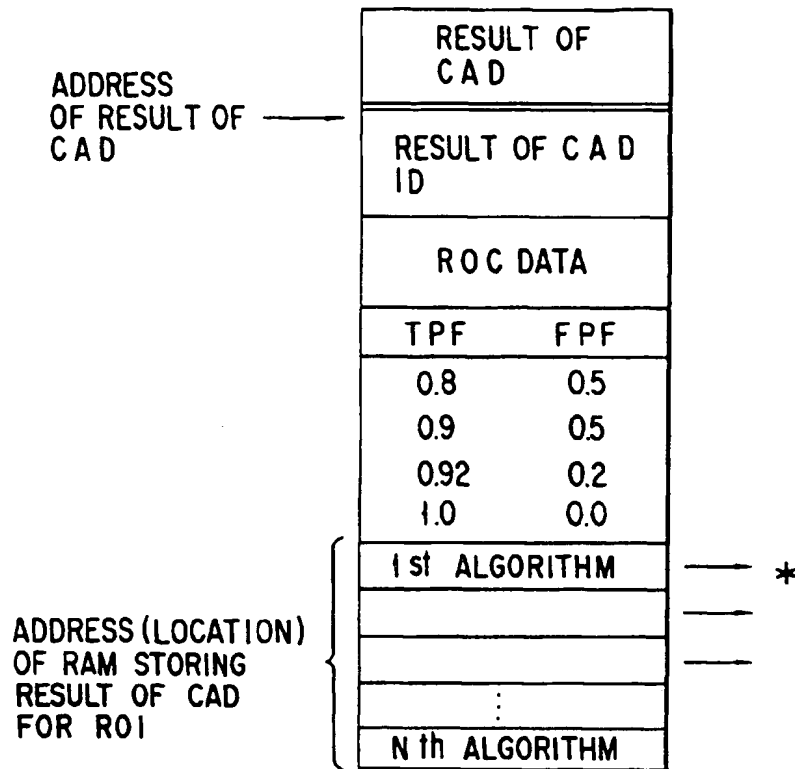 RESULT OF
CAD
ADDRESS
OF RESULT OF
CAD
RESULT OF CAD
ID
ROC DATA
TPF FPF
0.8 0.5
0.9 0.5
0.92 0.2
1.0 0.0
1st ALGORITHM
*
ADDRESS (LOCATION)
OF RAM STORING
RESULT OF CAD
FOR ROI
Nth ALGORITHM